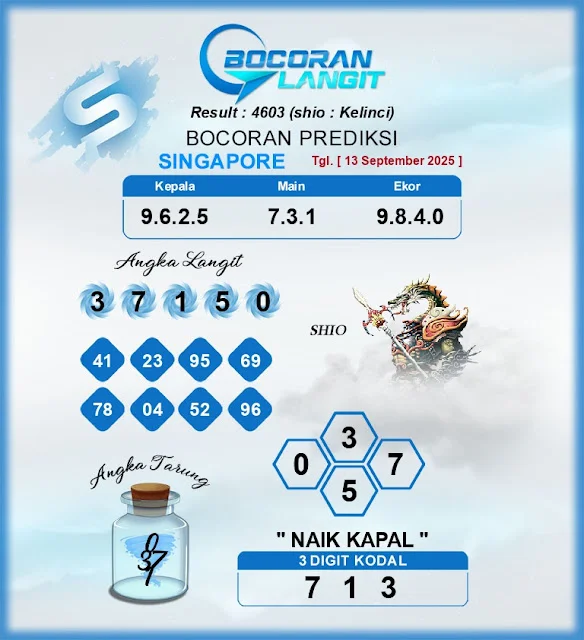 BOCORAN
LANGIT
Result : 4603 (shio : Kelinci)
BOCORAN PREDIKSI
SINGAPORE Tgl. [ 13 September 2025 ]
Kepala Main Ekor
9.6.2.5 7.3.1 9.8.4.0
Angka Langit
3 7 1 5 0
SHIO
41 23 95 69
78 04 52 96
3
0 7
5
Angka Tarung
0
3 7
" NAIK KAPAL "
3 DIGIT KODAL
7 1 3